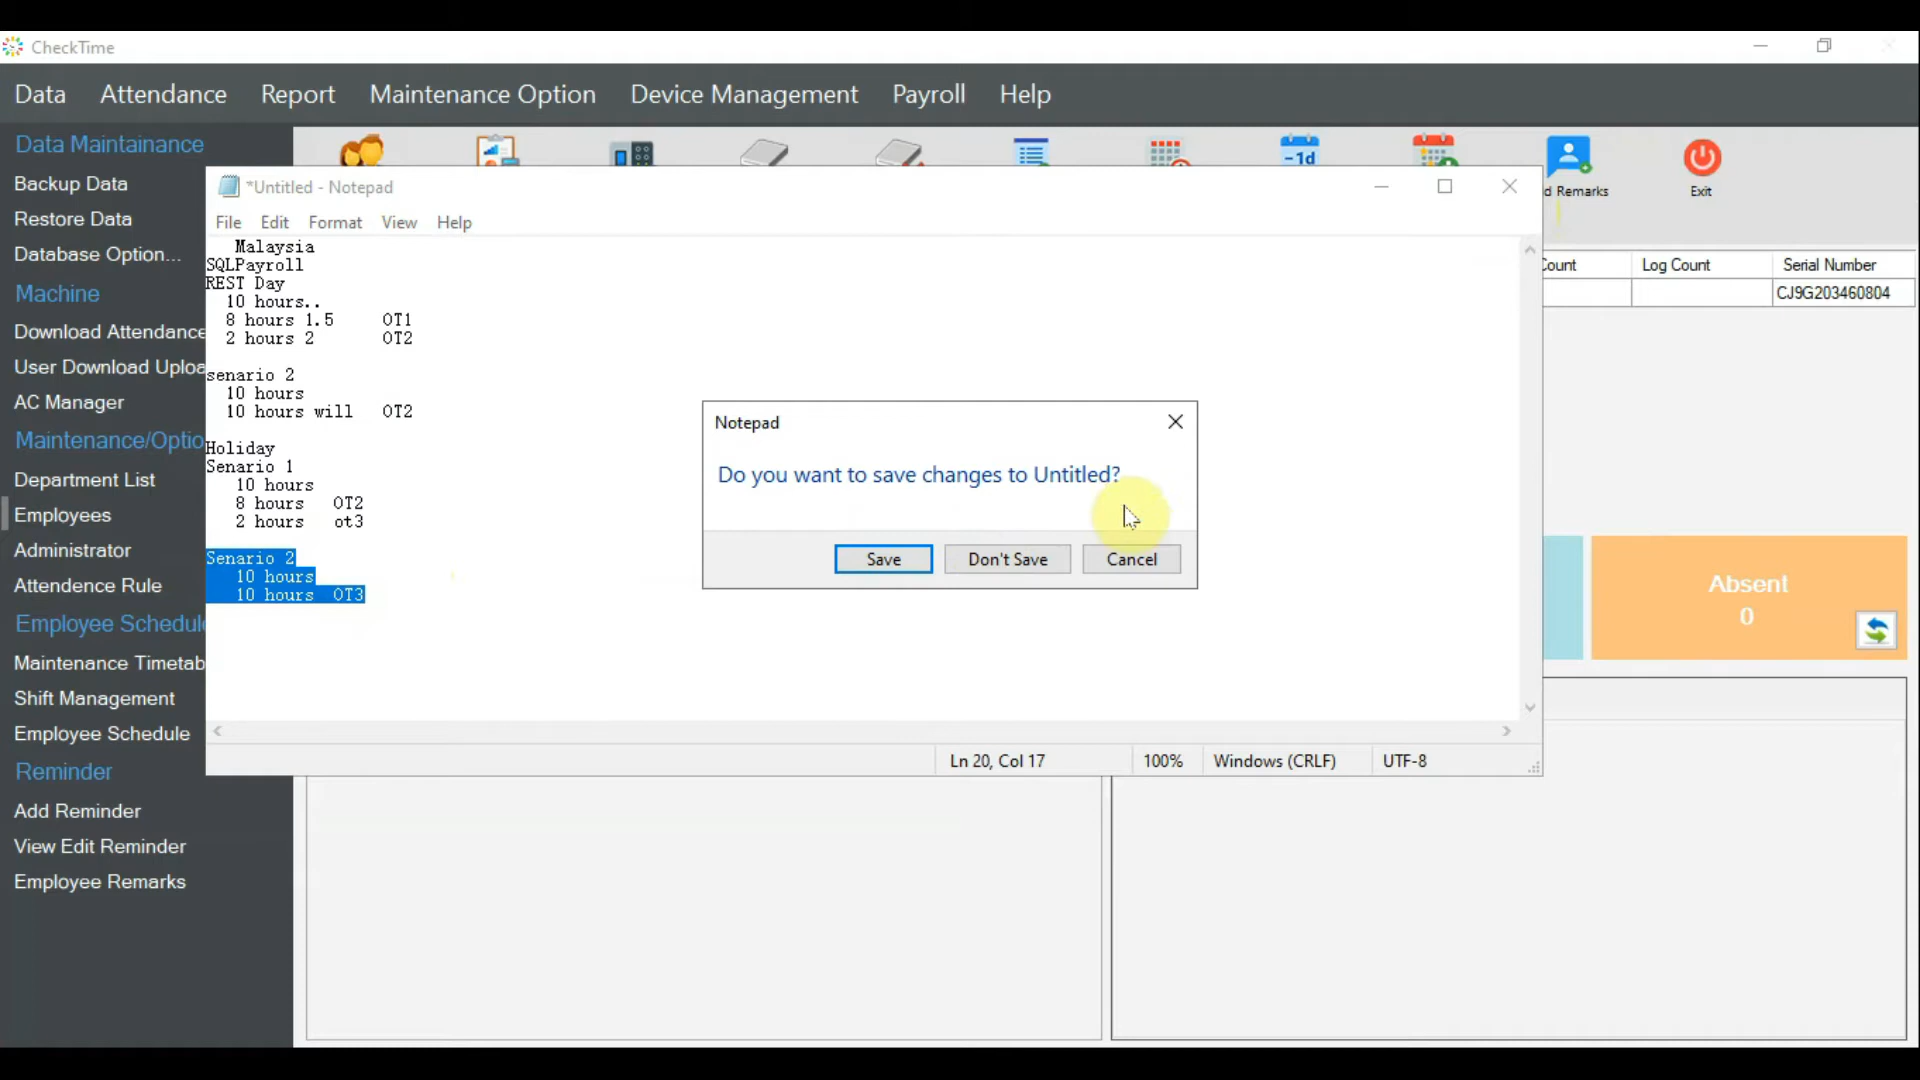 CheckTime
Data Attendance Report Maintenance Option Device Management Payroll Help
Data Maintainance
Backup Data
Restore Data
Database Option...
Machine
Download Attendance
User Download Uploa
AC Manager
Maintenance/Optio
Department List
Employees
Administrator
Attendence Rule
Employee Schedule
Maintenance Timetab
Shift Management
Employee Schedule
Reminder
Add Reminder
View Edit Reminder
Employee Remarks
-1d
d Remarks
Exit
*Untitled - Notepad
File Edit Format View Help
Malaysia
SQLPayroll
REST Day
10 hours..
8 hours 1.5 OT1
2 hours 2 OT2
senario 2
10 hours
10 hours will OT2
Holiday
Senario 1
10 hours
8 hours OT2
2 hours ot3
Senario 2
10 hours
10 hours OT3
Ln 20, Col 17 100% Windows (CRLF) UTF-8
Notepad
Do you want to save changes to Untitled?
Save Don't Save Cancel
Count Log Count Serial Number
CJ9G203460804
Absent
0